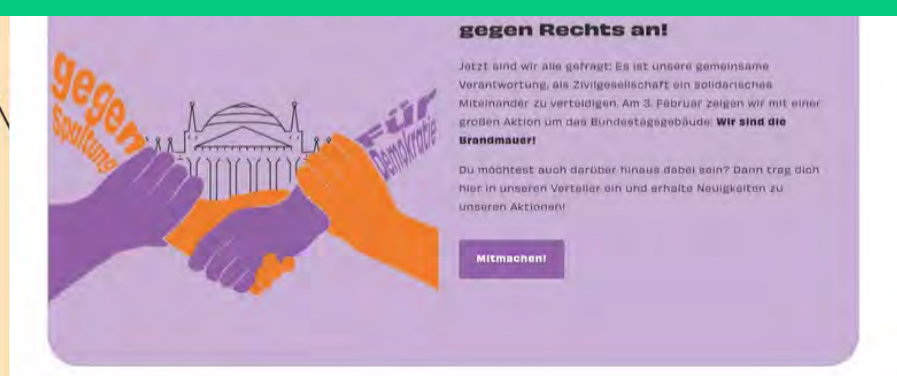 gegen Rechts an!
gegen
Spaltung
Für
Demokratie
Jetzt sind wir alle gefragt: Es ist unsere gemeinsame
Verantwortung, als Zivilgesellschaft ein solidarisches
Miteinander zu verteidigen. Am 3. Februar zeigen wir mit einer
großen Aktion um das Bundestagsgebäude: Wir sind die
Brandmauer!
Du möchtest auch darüber hinaus dabei sein? Dann trag dich
hier in unseren Verteiler ein und erhalte Neuigkeiten zu
unseren Aktionen!
Mitmachen!